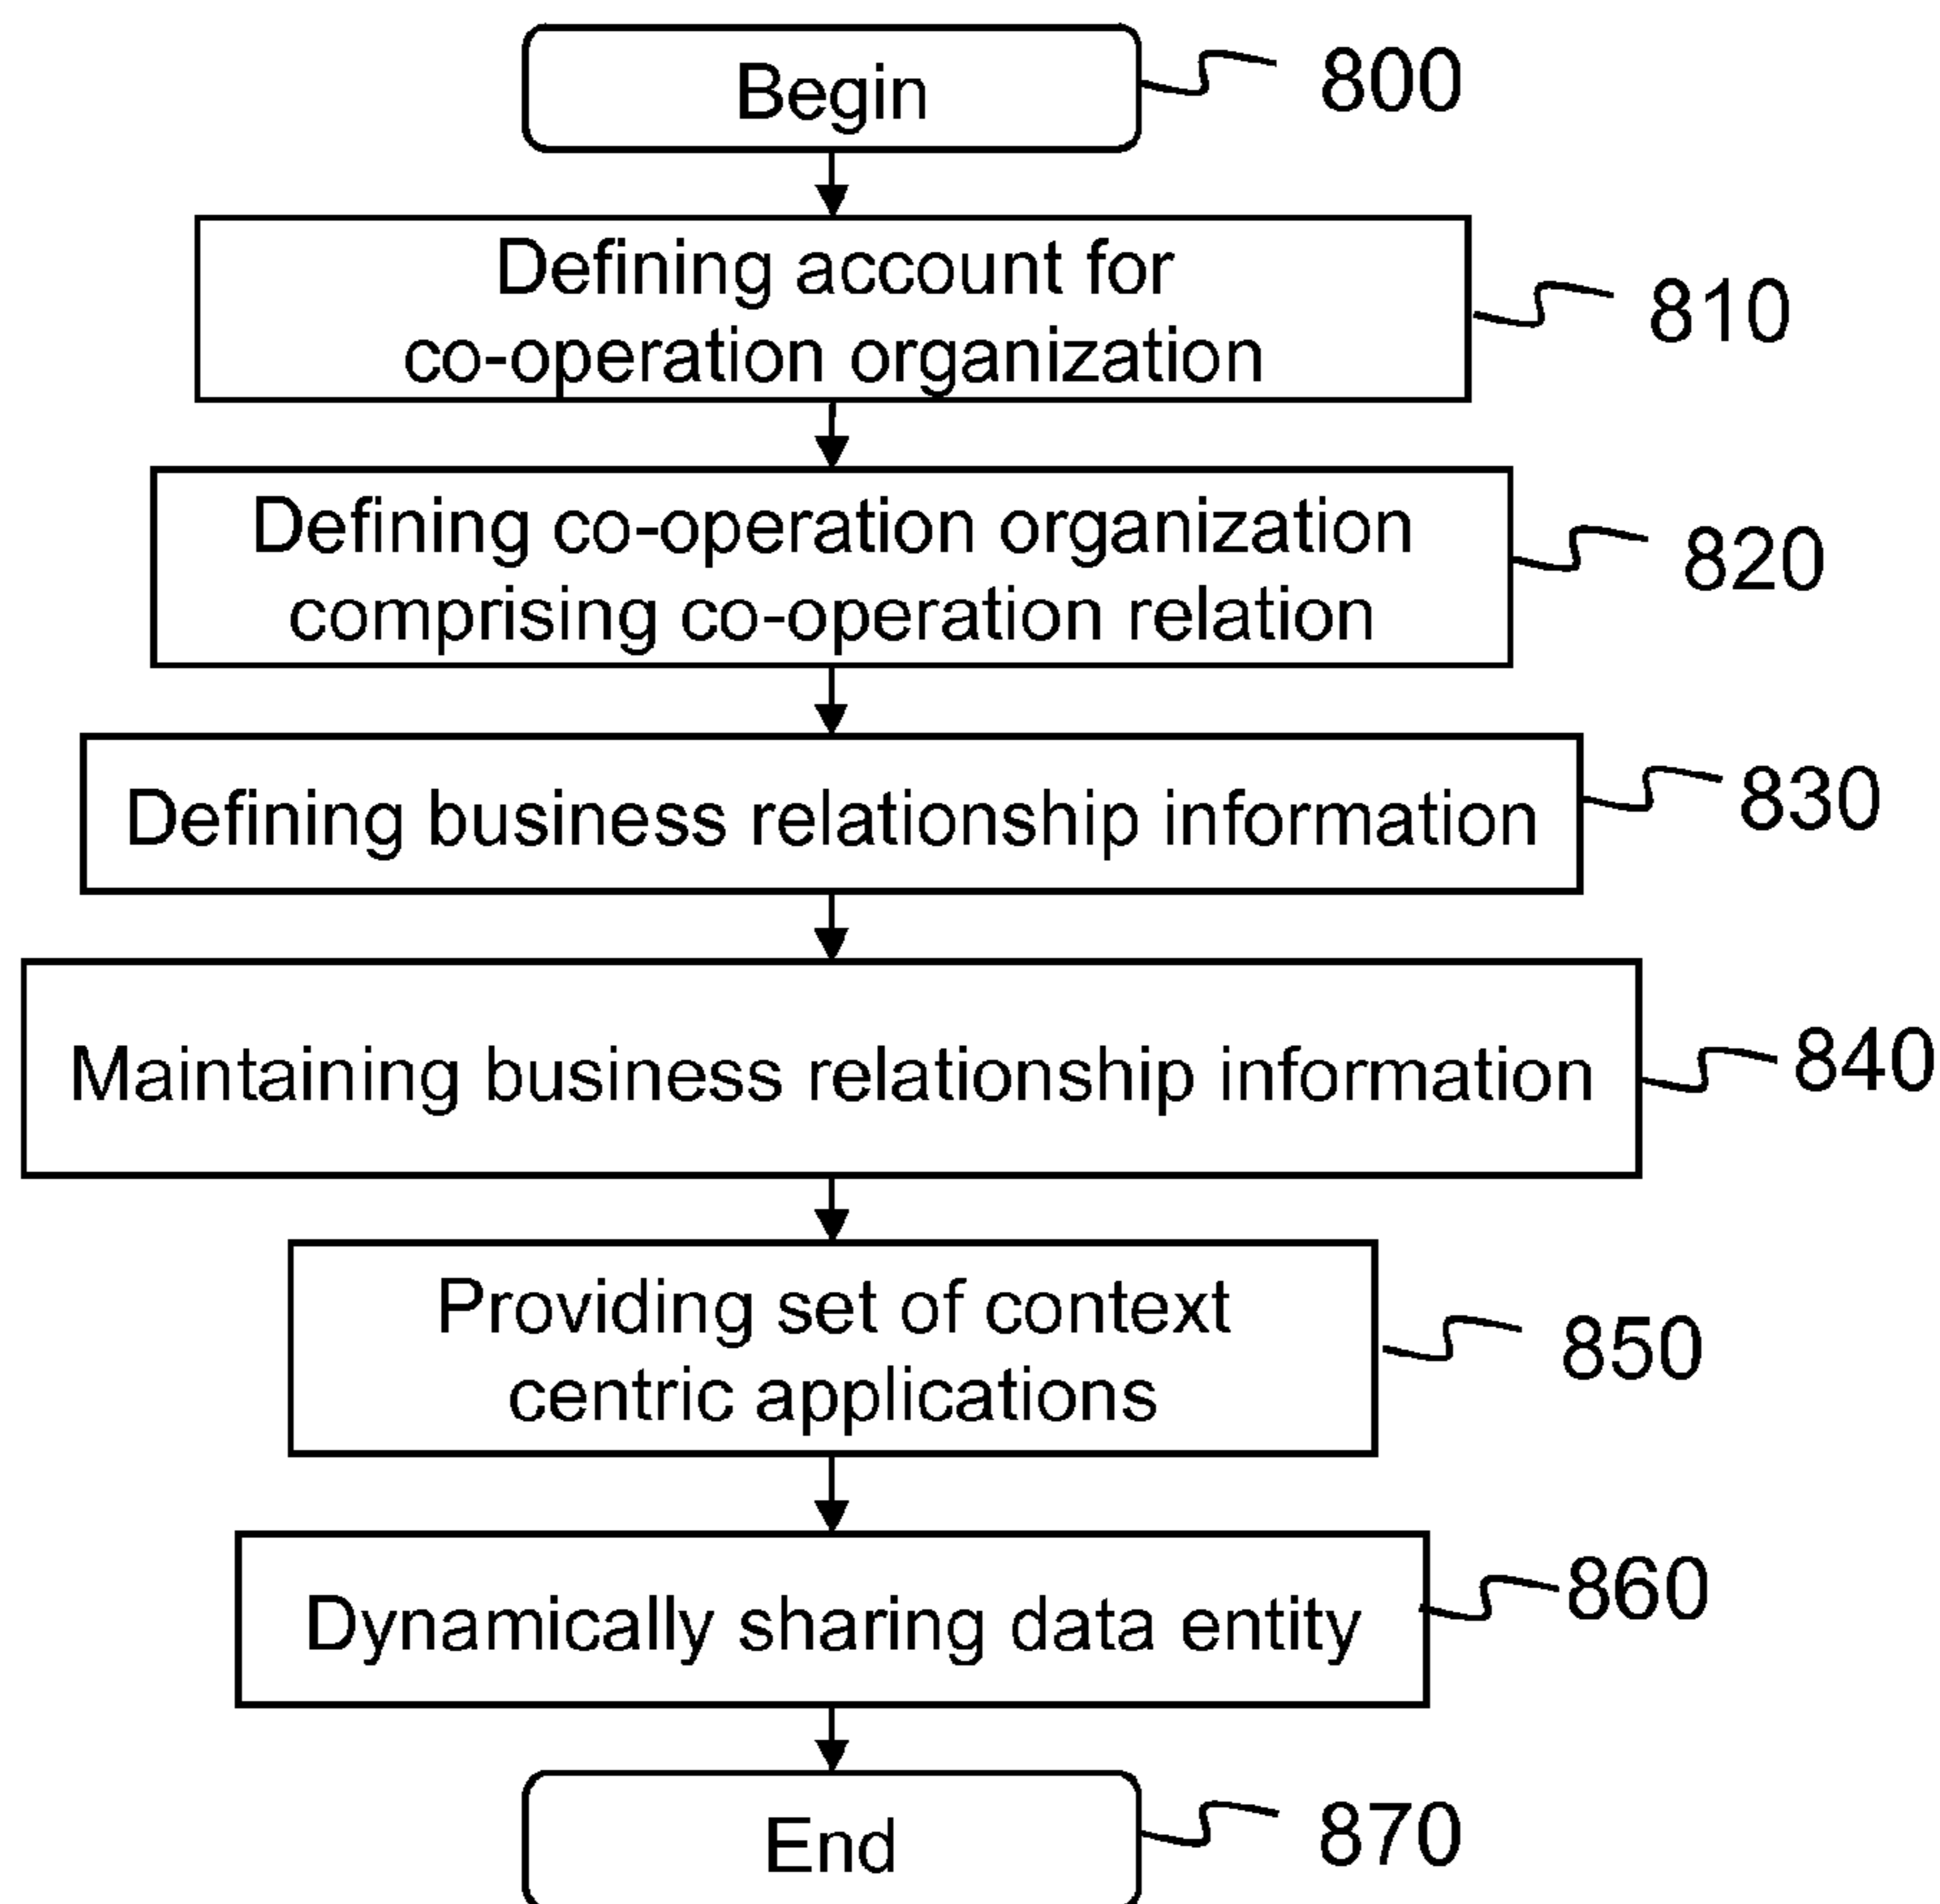 Begin
800
Defining account for
co-operation organization
810
Defining co-operation organization
comprising co-operation relation
820
Defining business relationship information
830
Maintaining business relationship information
840
Providing set of context
centric applications
850
Dynamically sharing data entity
860
End
870